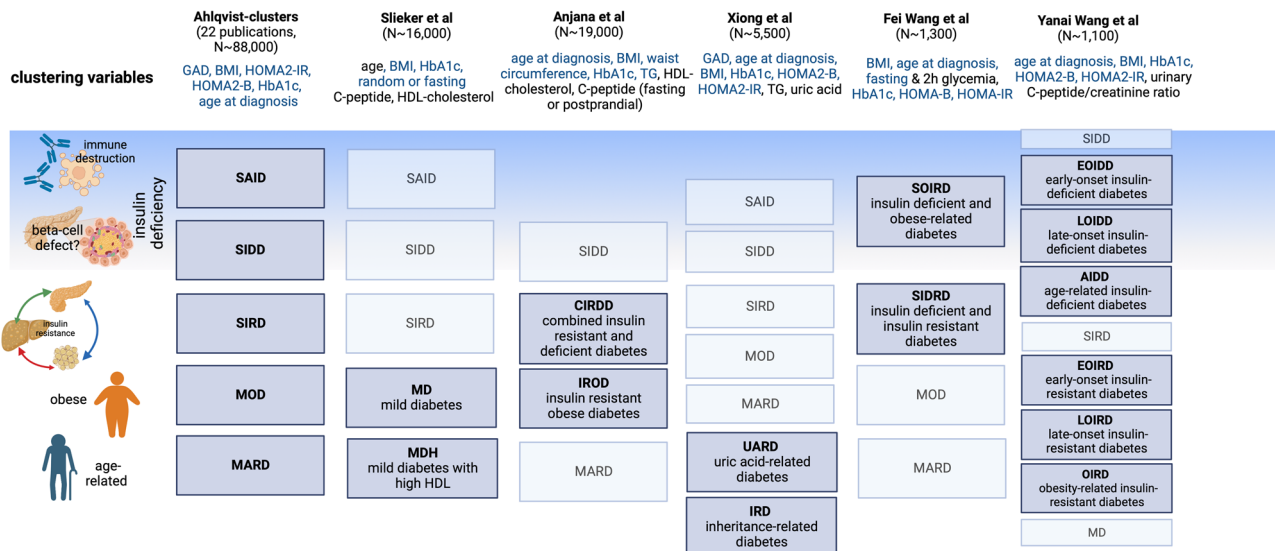 Ahlqvist-clusters
(22 publications,
N~88,000)
GAD, BMI, HOMA2-IR,
HOMA2-B, HbA1c,
age at diagnosis
Slieker et al
(N~16,000)
age, BMI, HbA1c,
random or fasting
C-peptide, HDL-cholesterol
Anjana et al
(N~19,000)
age at diagnosis, BMI, waist
circumference, HbA1c, TG, HDL-
cholesterol, C-peptide (fasting
or postprandial)
Xiong et al
(N~5,500)
GAD, age at diagnosis,
BMI, HbA1c, HOMA2-B,
HOMA2-IR, TG, uric acid
Fei Wang et al
(N~1,300)
BMI, age at diagnosis,
fasting & 2h glycemia,
HbA1c, HOMA-B, HOMA-IR
Yanai Wang et al
(N~1,100)
age at diagnosis, BMI, HbA1c,
HOMA2-B, HOMA2-IR, urinary
C-peptide/creatinine ratio
clustering variables
immune
destruction
beta-cell
defect?
insulin
deficiency
insulin
resistance
obese
age-
related
SAID
SIDD
SIRD
MOD
MARD
SAID
SIDD
SIRD
MD
mild diabetes
MDH
mild diabetes with
high HDL
SIDD
CIRDD
combined insulin
resistant and
deficient diabetes
IROD
insulin resistant
obese diabetes
MARD
SAID
SIDD
SIRD
MOD
MARD
UARD
uric acid-related
diabetes
IRD
inheritance-related
diabetes
SOIRD
insulin deficient and
obese-related
diabetes
SIDRD
insulin deficient and
insulin resistant
diabetes
MOD
MARD
SIDD
EOIDD
early-onset insulin-
deficient diabetes
LOIDD
late-onset insulin-
deficient diabetes
AIDD
age-related insulin-
deficient diabetes
SIRD
EOIRD
early-onset insulin-
resistant diabetes
LOIRD
late-onset insulin-
resistant diabetes
OIRD
obesity-related insulin-
resistant diabetes
MD